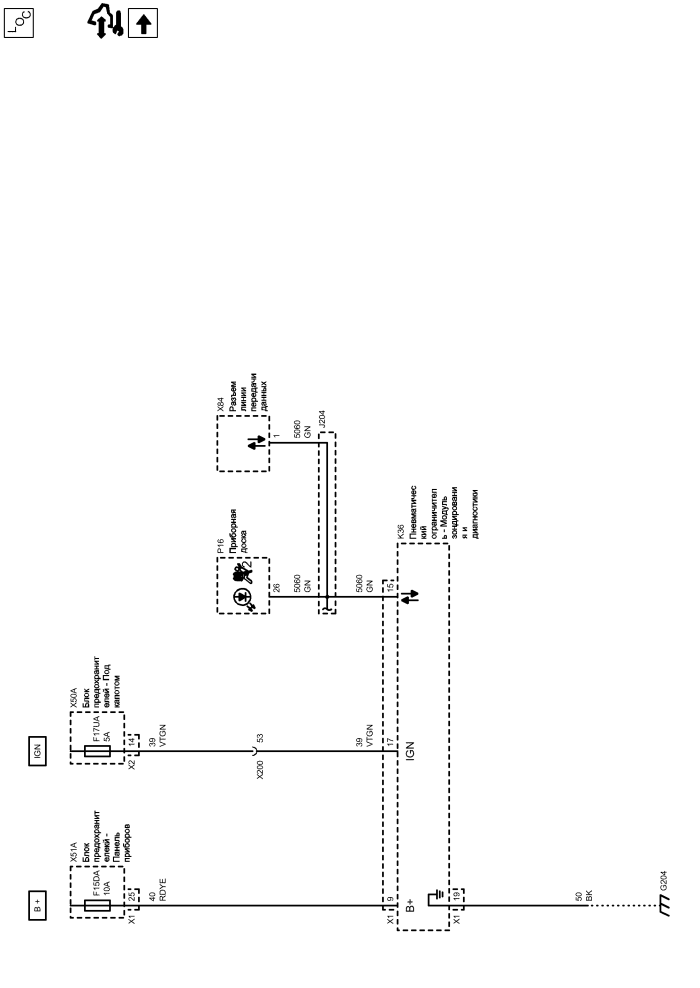 LOC
B +
X51A
Блок
предохранит
елей -
Панель
приборов
F15DA
10A
X1
25
40
RDYE
IGN
X50A
Блок
предохранит
елей - Под
капотом
F17UA
5A
X2
14
39
VTGN
X200
53
39
VTGN
P16
Приборная
доска
26
5060
GN
X84
Разъем
линии
передачи
данных
1
5060
GN
J204
5060
GN
X1
9
17
15
B+
IGN
K36
Пневматичес
кий
ограничител
ь - Модуль
зондировани
я и
диагностики
X1
19
50
BK
G204